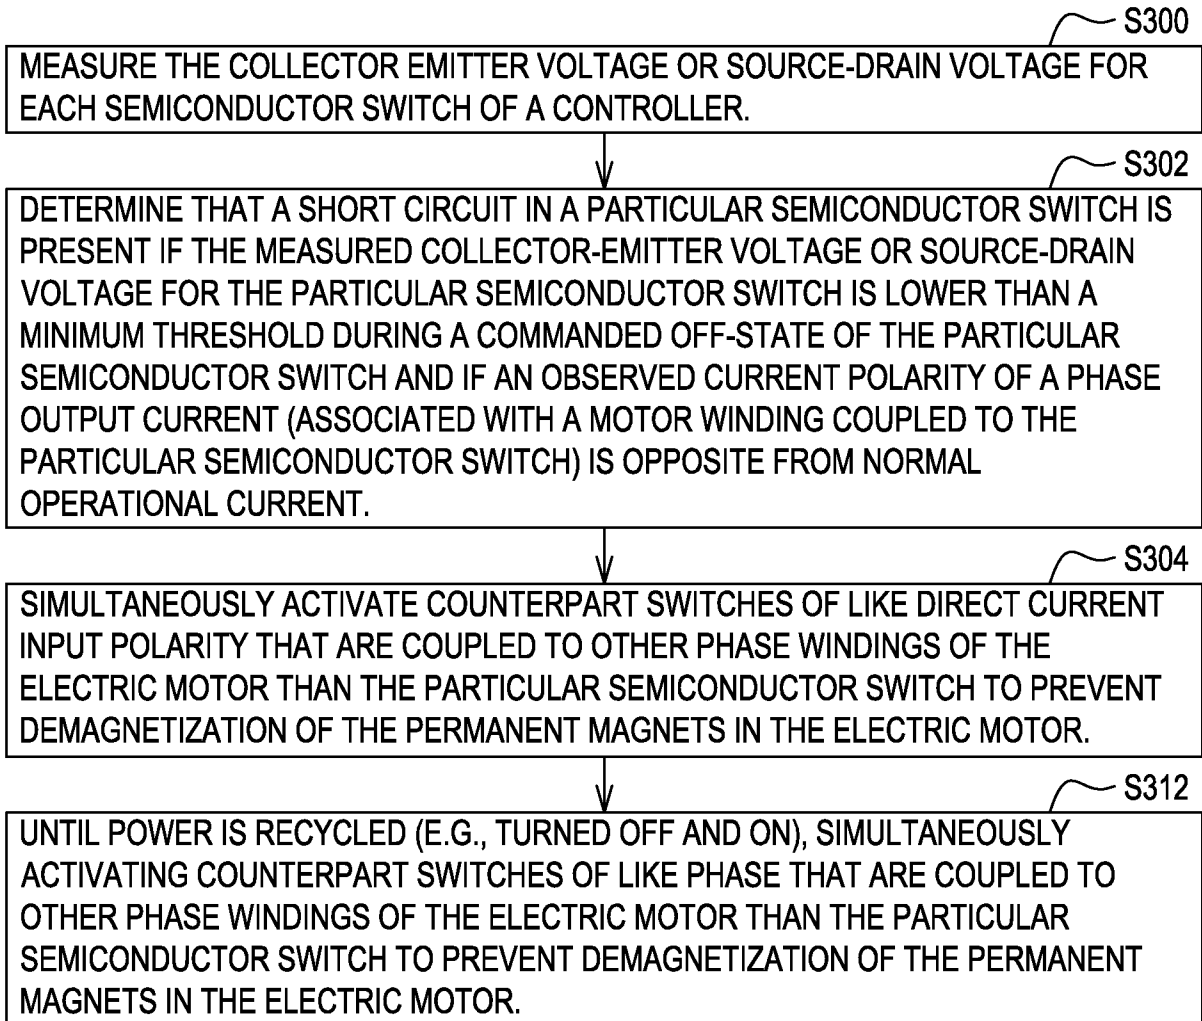 S300
MEASURE THE COLLECTOR EMITTER VOLTAGE OR SOURCE-DRAIN VOLTAGE FOR
EACH SEMICONDUCTOR SWITCH OF A CONTROLLER.
S302
DETERMINE THAT A SHORT CIRCUIT IN A PARTICULAR SEMICONDUCTOR SWITCH IS
PRESENT IF THE MEASURED COLLECTOR-EMITTER VOLTAGE OR SOURCE-DRAIN
VOLTAGE FOR THE PARTICULAR SEMICONDUCTOR SWITCH IS LOWER THAN A
MINIMUM THRESHOLD DURING A COMMANDED OFF-STATE OF THE PARTICULAR
SEMICONDUCTOR SWITCH AND IF AN OBSERVED CURRENT POLARITY OF A PHASE
OUTPUT CURRENT (ASSOCIATED WITH A MOTOR WINDING COUPLED TO THE
PARTICULAR SEMICONDUCTOR SWITCH) IS OPPOSITE FROM NORMAL
OPERATIONAL CURRENT.
S304
SIMULTANEOUSLY ACTIVATE COUNTERPART SWITCHES OF LIKE DIRECT CURRENT
INPUT POLARITY THAT ARE COUPLED TO OTHER PHASE WINDINGS OF THE
ELECTRIC MOTOR THAN THE PARTICULAR SEMICONDUCTOR SWITCH TO PREVENT
DEMAGNETIZATION OF THE PERMANENT MAGNETS IN THE ELECTRIC MOTOR.
S312
UNTIL POWER IS RECYCLED (E.G., TURNED OFF AND ON), SIMULTANEOUSLY
ACTIVATING COUNTERPART SWITCHES OF LIKE PHASE THAT ARE COUPLED TO
OTHER PHASE WINDINGS OF THE ELECTRIC MOTOR THAN THE PARTICULAR
SEMICONDUCTOR SWITCH TO PREVENT DEMAGNETIZATION OF THE PERMANENT
MAGNETS IN THE ELECTRIC MOTOR.